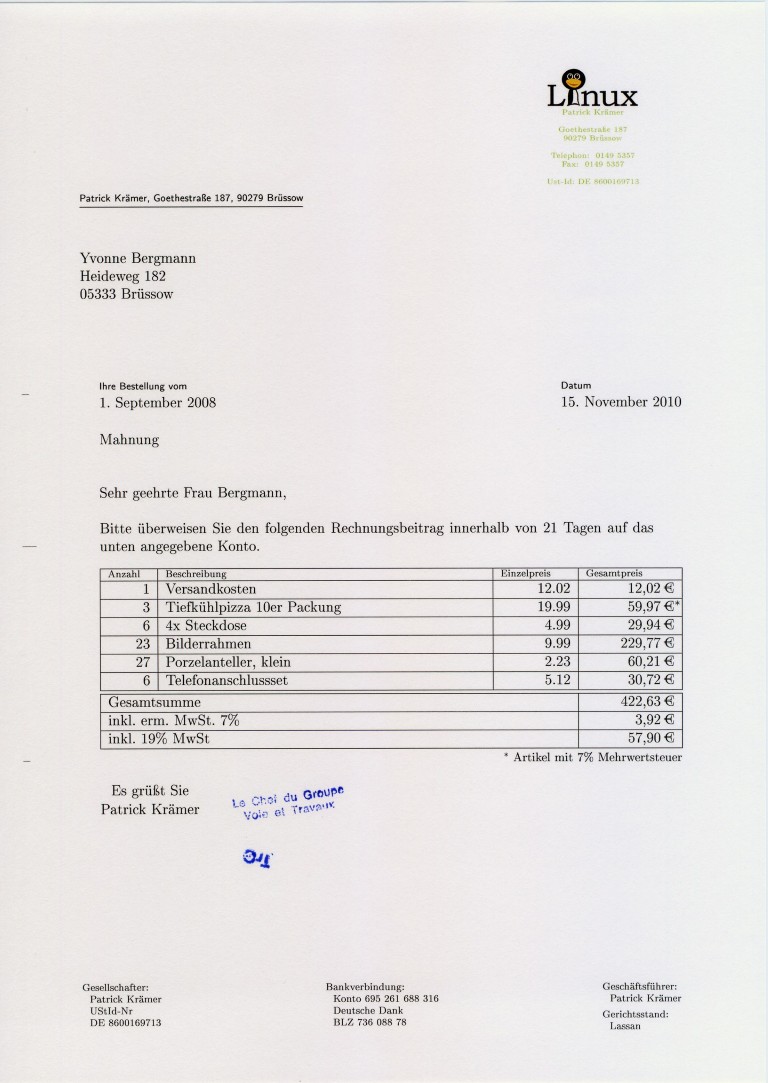 Linux
Patrick Krämer
Goethestraße 187
90279 Brüssow
Telephon: 0149 5357
Fax: 0149 5357
Ust-Id: DE 8600169713
Patrick Krämer, Goethestraße 187, 90279 Brüssow
Yvonne Bergmann
Heideweg 182
05333 Brüssow
Ihre Bestellung vom Datum
1. September 2008 15. November 2010
Mahnung
Sehr geehrte Frau Bergmann,
Bitte überweisen Sie den folgenden Rechnungsbeitrag innerhalb von 21 Tagen auf das
unten angegebene Konto.
Anzahl Beschreibung Einzelpreis Gesamtpreis
1 Versandkosten 12.02 12,02 €
3 Tiefkühlpizza 10er Packung 19.99 59,97 €*
6 4x Steckdose 4.99 29,94 €
23 Bilderrahmen 9.99 229,77 €
27 Porzelanteller, klein 2.23 60,21 €
6 Telefonanschlussset 5.12 30,72 €
Gesamtsumme 422,63 €
inkl. erm. MwSt. 7% 3,92 €
inkl. 19% MwSt 57,90 €
* Artikel mit 7% Mehrwertsteuer
Es grüßt Sie
Patrick Krämer
Le Chef du Groupe
Voie et Travaux
Gesellschafter:
Patrick Krämer
UStId-Nr
DE 8600169713
Bankverbindung:
Konto 695 261 688 316
Deutsche Dank
BLZ 736 088 78
Geschäftsführer:
Patrick Krämer
Gerichtsstand:
Lassan